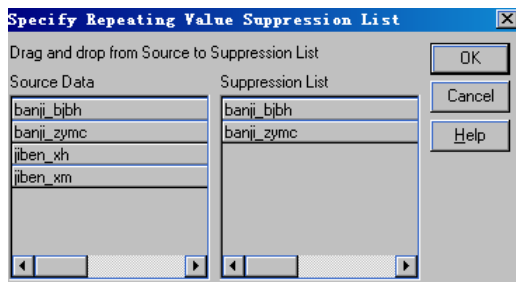 Specify Repeating Value Suppression List
Drag and drop from Source to Suppression List
Source Data
Suppression List
banji_bjbh
banji_zymc
jiben_xh
jiben_xm
banji_bjbh
banji_zymc
OK
Cancel
Help